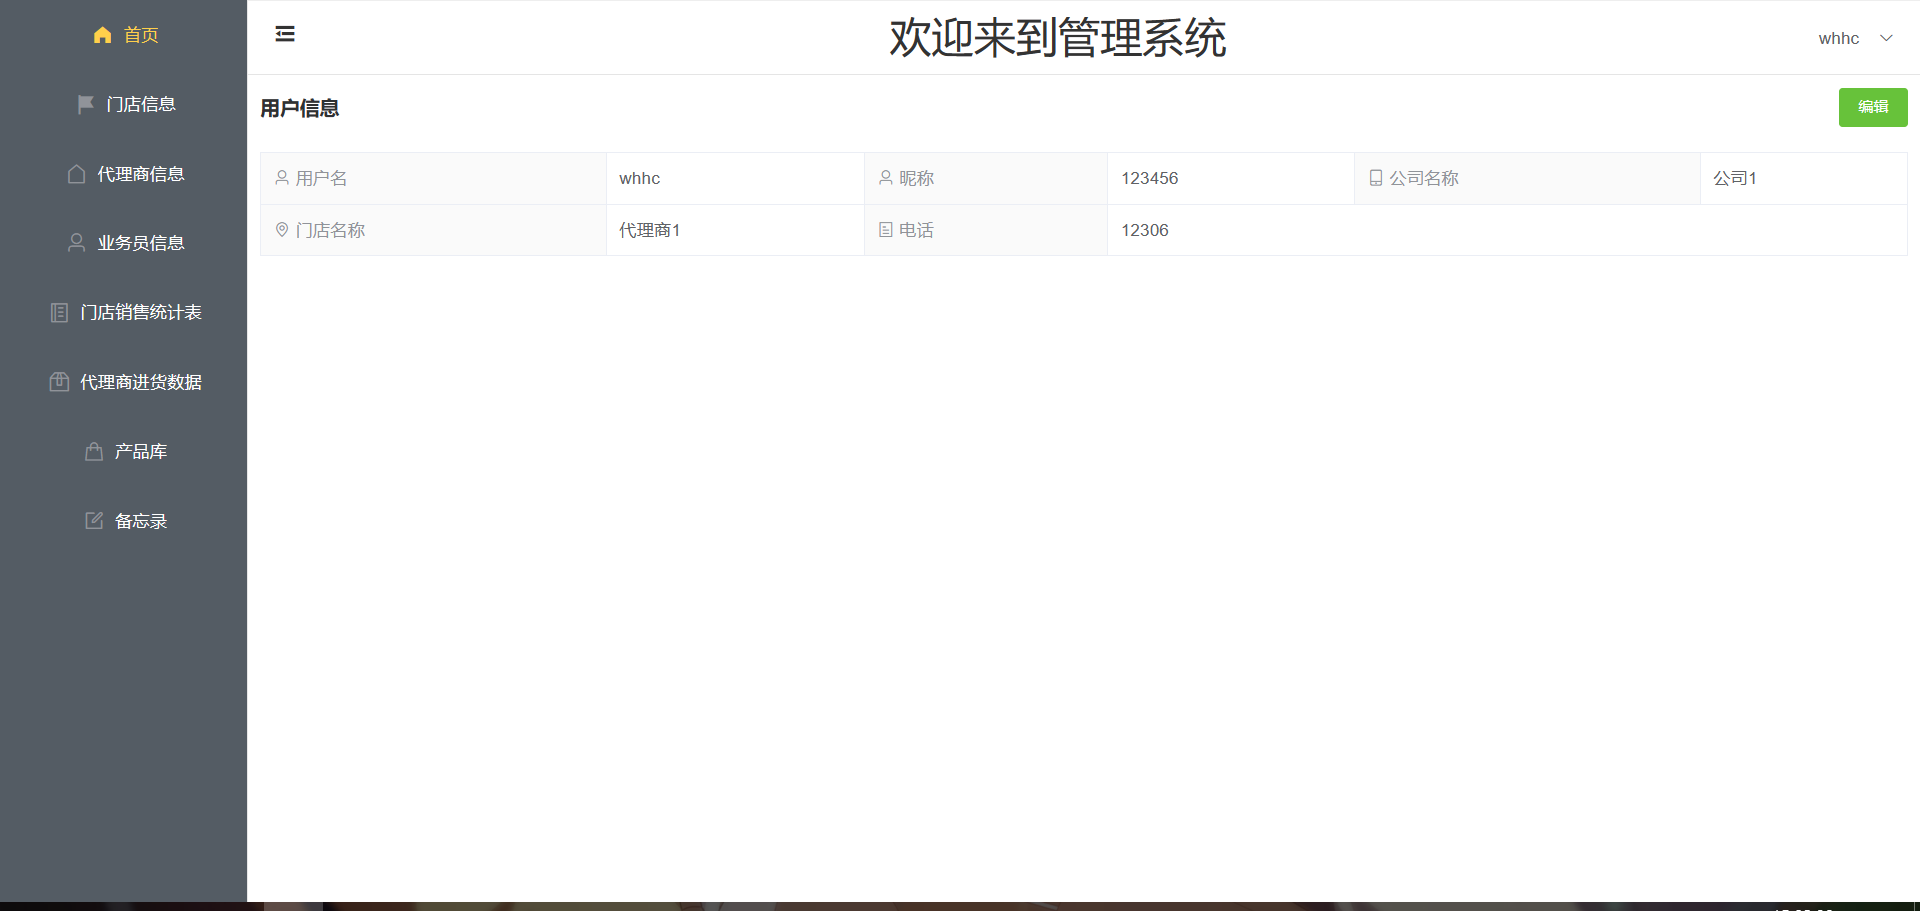 首页
门店信息
代理商信息
业务员信息
门店销售统计表
代理商进货数据
产品库
备忘录
欢迎来到管理系统
whhc
用户信息
编辑
用户名 whhc 昵称 123456 公司名称 公司1
门店名称 代理商1 电话 12306